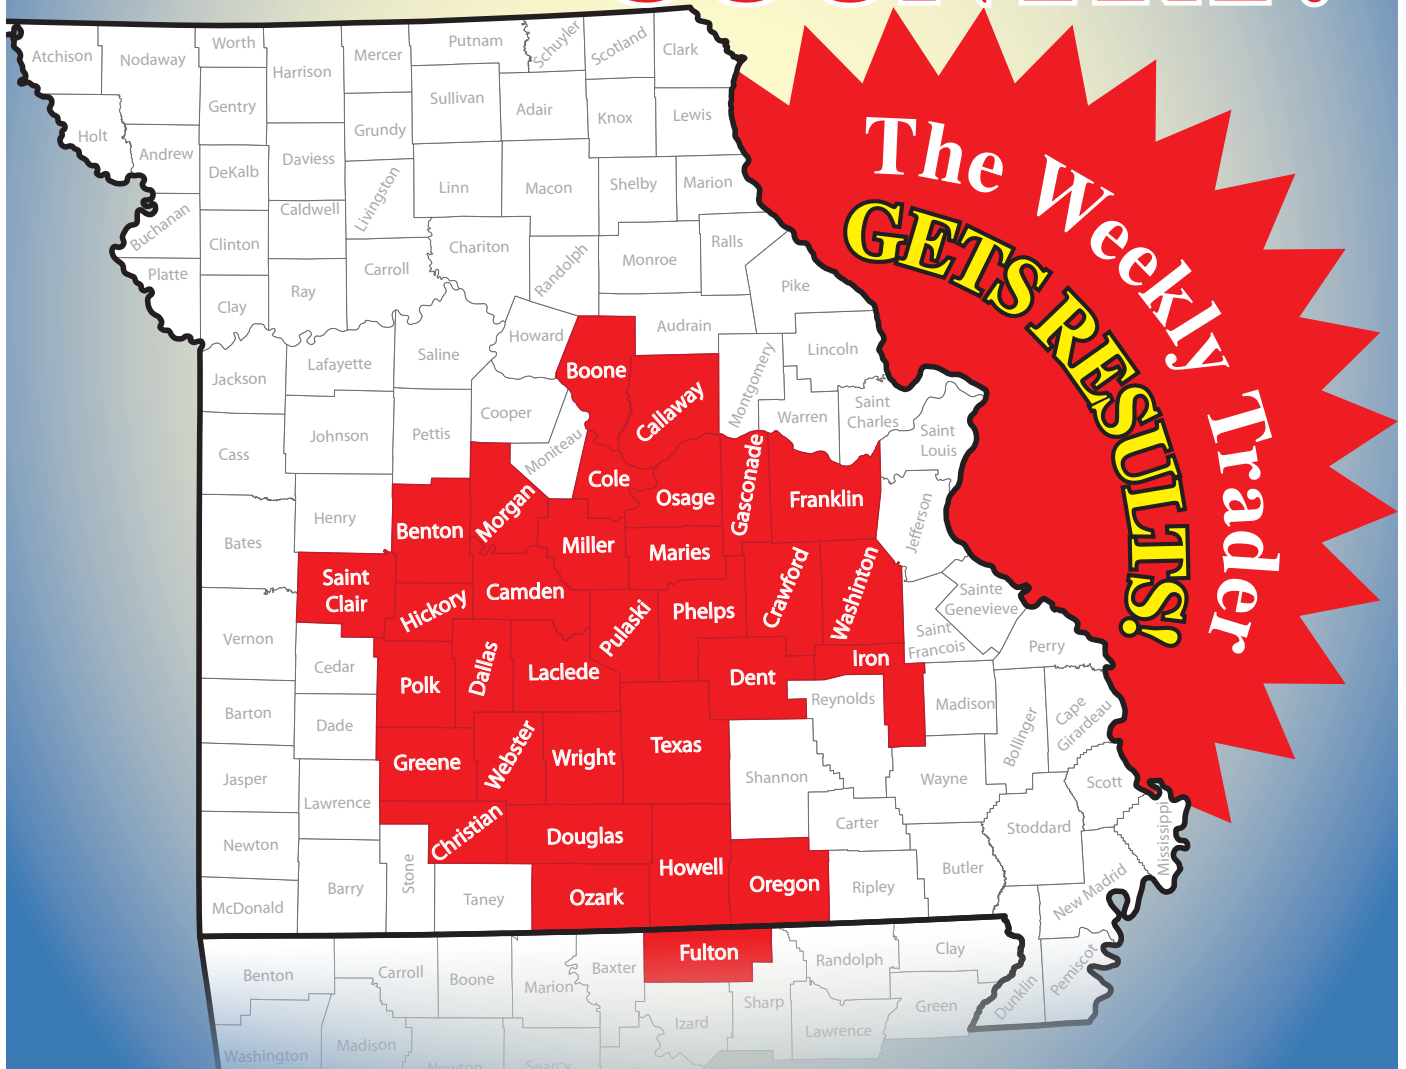 The Weekly Trader
GETS RESULTS!
Atchison
Nodaway
Worth
Harrison
Mercer
Putnam
Schuyler
Scotland
Clark
Gentry
Sullivan
Adair
Knox
Lewis
Holt
Andrew
DeKalb
Daviess
Grundy
Livingston
Linn
Macon
Shelby
Marion
Buchanan
Clinton
Caldwell
Platte
Clay
Ray
Carroll
Chariton
Randolph
Monroe
Ralls
Pike
Jackson
Lafayette
Saline
Howard
Boone
Audrain
Callaway
Montgomery
Lincoln
Warren
Saint
Charles
Saint
Louis
Cass
Johnson
Pettis
Cooper
Moniteau
Morgan
Cole
Osage
Gasconade
Franklin
Jefferson
Bates
Henry
Benton
Miller
Maries
Crawford
Washinton
Saint
Clair
Hickory
Camden
Pulaski
Phelps
Sainte
Genevieve
Saint
Francois
Perry
Vernon
Cedar
Polk
Dallas
Laclede
Dent
Iron
Reynolds
Madison
Bollinger
Cape
Girardeau
Barton
Dade
Greene
Webster
Wright
Texas
Shannon
Wayne
Scott
Mississippi
Jasper
Lawrence
Christian
Douglas
Howell
Carter
Stoddard
Newton
Barry
Stone
Taney
Ozark
Oregon
Ripley
Butler
New Madrid
McDonald
Benton
Carroll
Boone
Marion
Baxter
Fulton
Randolph
Clay
Dunklin
Pemiscot
Washington
Madison
Newton
Searcy
Izard
Sharp
Lawrence
Green